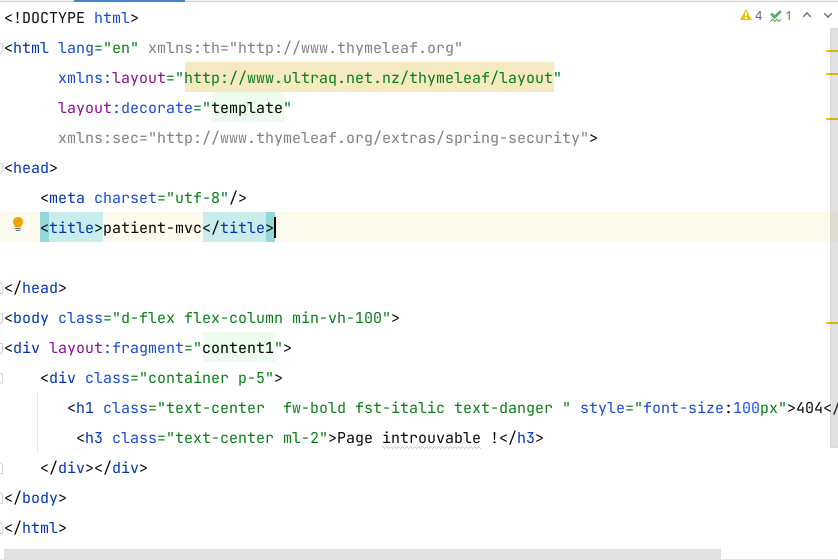 <!DOCTYPE html>
⚠ 4 ✓ 1
<html lang="en" xmlns:th="http://www.thymeleaf.org"
xmlns:layout="http://www.ultraq.net.nz/thymeleaf/layout"
layout:decorate="template"
xmlns:sec="http://www.thymeleaf.org/extras/spring-security">
<head>
<meta charset="utf-8"/>
<title>patient-mvc</title>
</head>
<body class="d-flex flex-column min-vh-100">
<div layout:fragment="content1">
<div class="container p-5">
<h1 class="text-center  fw-bold fst-italic text-danger " style="font-size:100px">404</
<h3 class="text-center ml-2">Page introuvable !</h3>
</div></div>
</body>
</html>